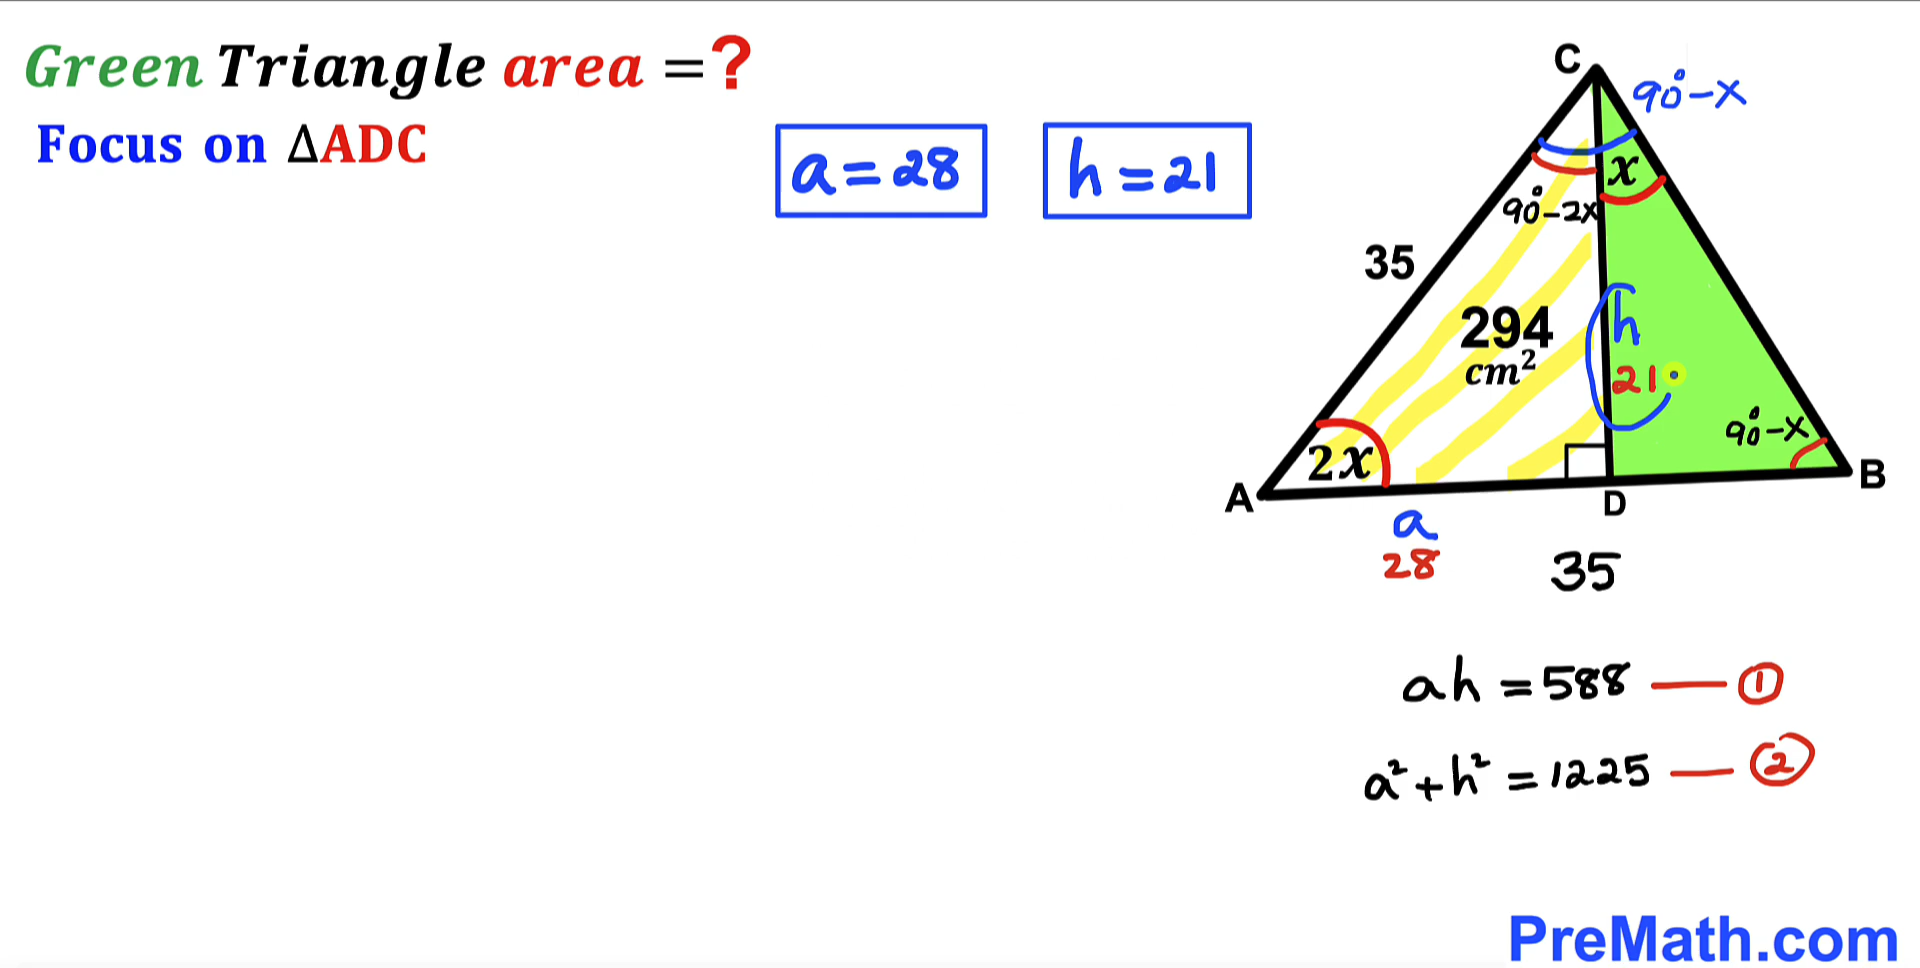 Green Triangle area = ?
Focus on ΔADC
a = 28
h = 21
C
90° - x
x
90° - 2x
35
294
cm²
h
21
90° - x
2x
A
B
D
a
28
35
ah = 588 — ①
a² + h² = 1225 — ②
PreMath.com